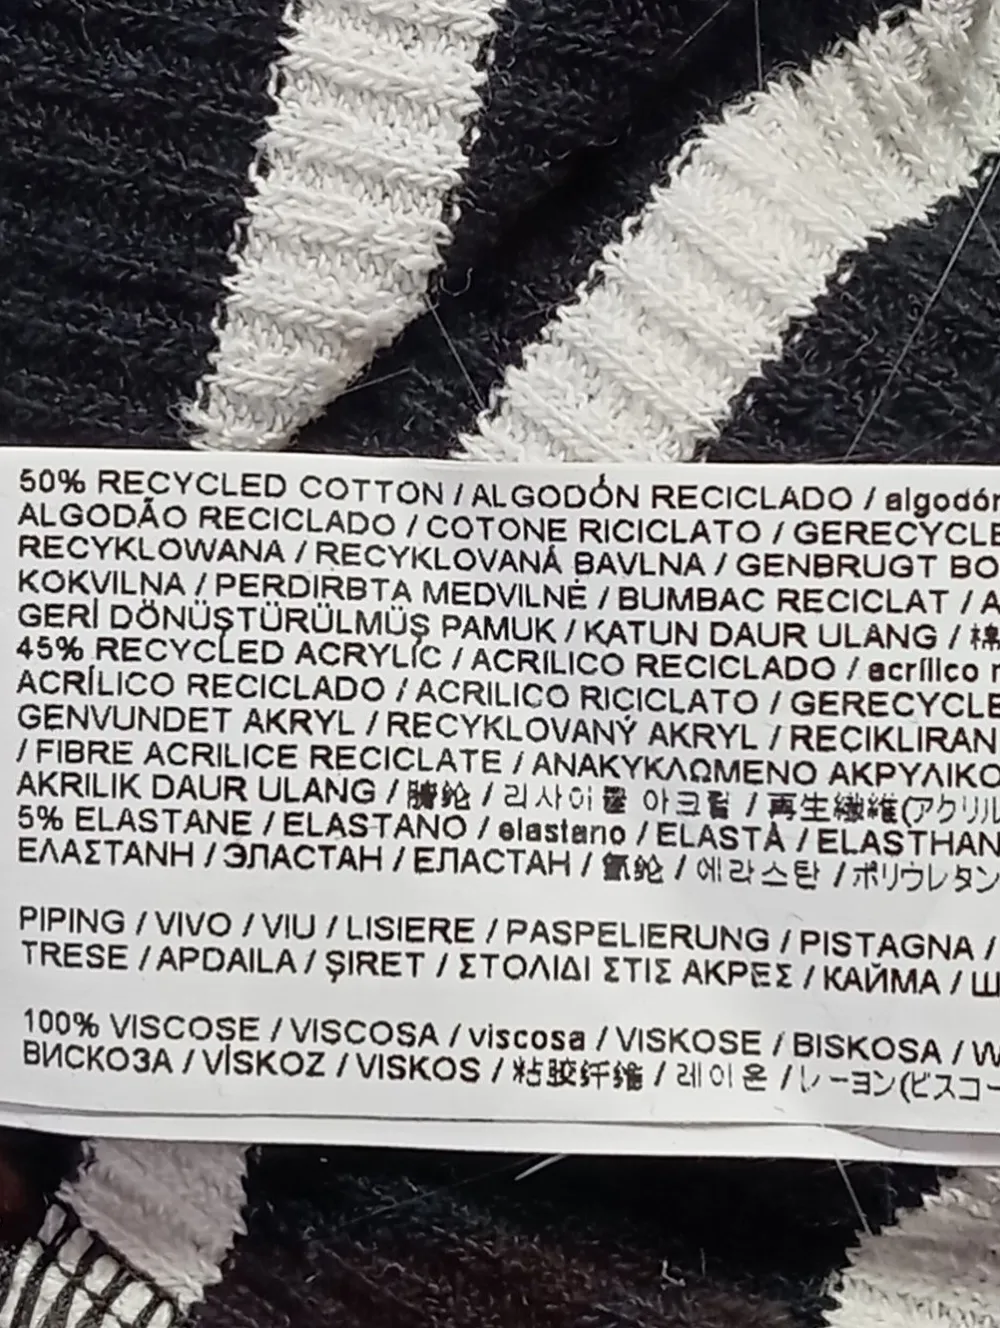 50% RECYCLED COTTON / ALGODÓN RECICLADO / algodón
ALGODÃO RECICLADO / COTONE RICICLATO / GERECYCLE
RECYKLOWANA / RECYKLOVANÁ BAVLNA / GENBRUGT BO
KOKVILNA / PERDIRBTA MEDVILNĖ / BUMBAC RECICLAT / A
GERİ DÖNÜŞTÜRÜLMÜŞ PAMUK / KATUN DAUR ULANG / 棉
45% RECYCLED ACRYLIC / ACRÍLICO RECICLADO / acrílico r
ACRÍLICO RECICLADO / ACRILICO RICICLATO / GERECYCLE
GENVUNDET AKRYL / RECYKLOVANÝ AKRYL / RECIKLIRAN
/ FIBRE ACRILICE RECICLATE / ΑΝΑΚΥΚΛΩΜΕΝΟ ΑΚΡΥΛΙΚΟ
AKRILIK DAUR ULANG / 腈纶 / 리사이클 아크릴 / 再生繊維(アクリル
5% ELASTANE / ELASTANO / elastano / ELASTÀ / ELASTHAN
ΕΛΑΣΤΑΝΗ / ЭЛАСТАН / ЕЛАСТАН / 氨纶 / 에라스탄 / ポリウレタン
PIPING / VIVO / VIU / LISIERE / PASPELIERUNG / PISTAGNA /
TRESE / APDAILA / ŞIRET / ΣΤΟΛΙΔΙ ΣΤΙΣ ΑΚΡΕΣ / КАЙМА / Ш
100% VISCOSE / VISCOSA / viscosa / VISKOSE / BISKOSA / W
ВИСКОЗА / VİSKOZ / VISKOS / 粘胶纤维 / 레이온 / レーヨン(ビスコー